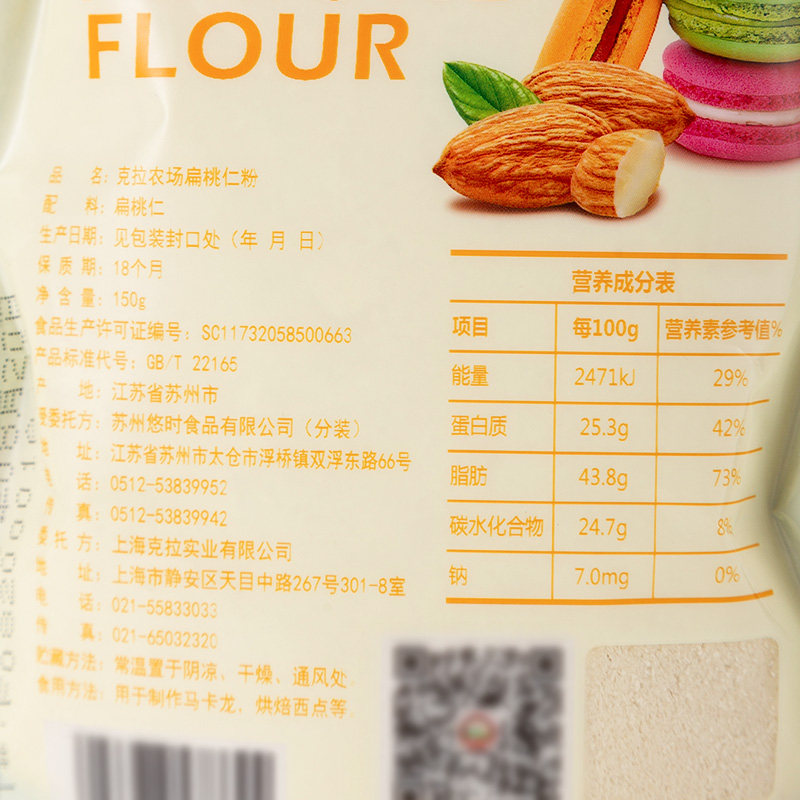 FLOUR
品 名: 克拉农场扁桃仁粉
配 料: 扁桃仁
生产日期: 见包装封口处（年 月 日）
保 质 期: 18个月
净 含 量: 150g
食品生产许可证编号: SC11732058500663
产品标准代号: GB/T 22165
产 地: 江苏省苏州市
受委托方: 苏州悠时食品有限公司（分装）
地 址: 江苏省苏州市太仓市浮桥镇双浮东路66号
电 话: 0512-53839952
传 真: 0512-53839942
委 托 方: 上海克拉实业有限公司
地 址: 上海市静安区天目中路267号301-8室
电 话: 021-55833033
传 真: 021-65032320
贮藏方法: 常温置于阴凉、干燥、通风处
食用方法: 用于制作马卡龙，烘焙西点等
营养成分表
项目 每100g 营养素参考值%
能量 2471kJ 29%
蛋白质 25.3g 42%
脂肪 43.8g 73%
碳水化合物 24.7g 8%
钠 7.0mg 0%